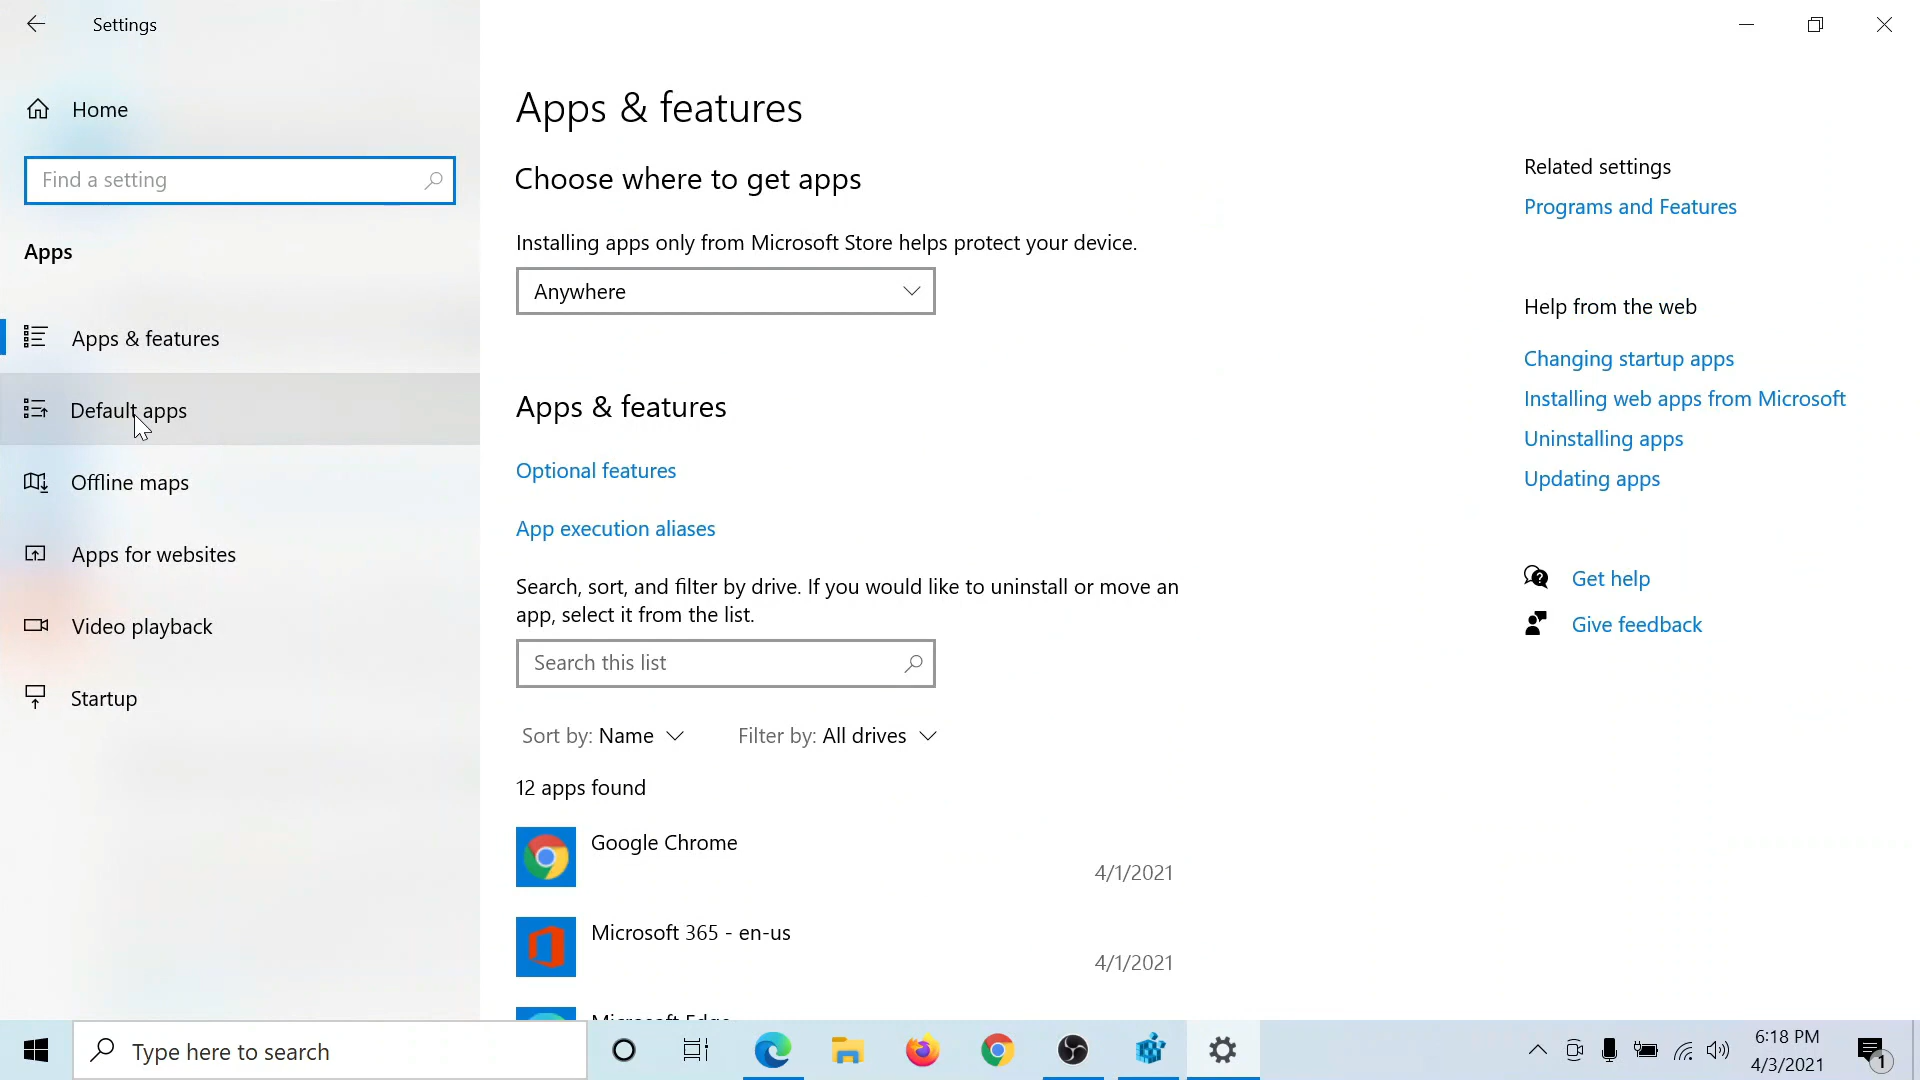 Settings
Home
Find a setting
Apps
Apps & features
Default apps
Offline maps
Apps for websites
Video playback
Startup
Apps & features
Choose where to get apps
Installing apps only from Microsoft Store helps protect your device.
Anywhere
Apps & features
Optional features
App execution aliases
Search, sort, and filter by drive. If you would like to uninstall or move an
app, select it from the list.
Search this list
Sort by: Name Filter by: All drives
12 apps found
Google Chrome
4/1/2021
Microsoft 365 - en-us
4/1/2021
Microsoft Edge
Related settings
Programs and Features
Help from the web
Changing startup apps
Installing web apps from Microsoft
Uninstalling apps
Updating apps
Get help
Give feedback
Type here to search
6:18 PM
4/3/2021
1